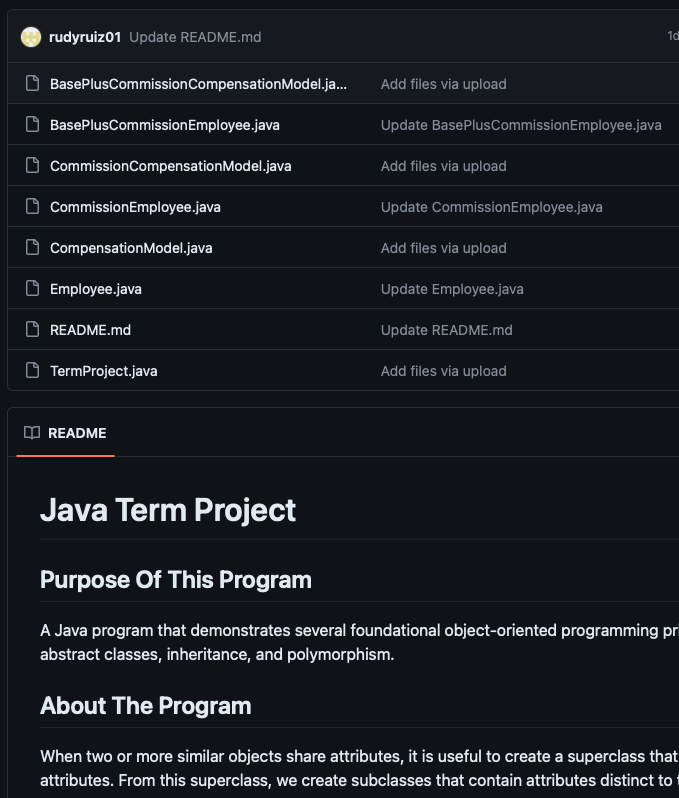 rudyruiz01 Update README.md 1d
BasePlusCommissionCompensationModel.ja... Add files via upload
BasePlusCommissionEmployee.java Update BasePlusCommissionEmployee.java
CommissionCompensationModel.java Add files via upload
CommissionEmployee.java Update CommissionEmployee.java
CompensationModel.java Add files via upload
Employee.java Update Employee.java
README.md Update README.md
TermProject.java Add files via upload
README
Java Term Project
Purpose Of This Program
A Java program that demonstrates several foundational object-oriented programming
abstract classes, inheritance, and polymorphism.
About The Program
When two or more similar objects share attributes, it is useful to create a superclass that
attributes. From this superclass, we create subclasses that contain attributes distinct to